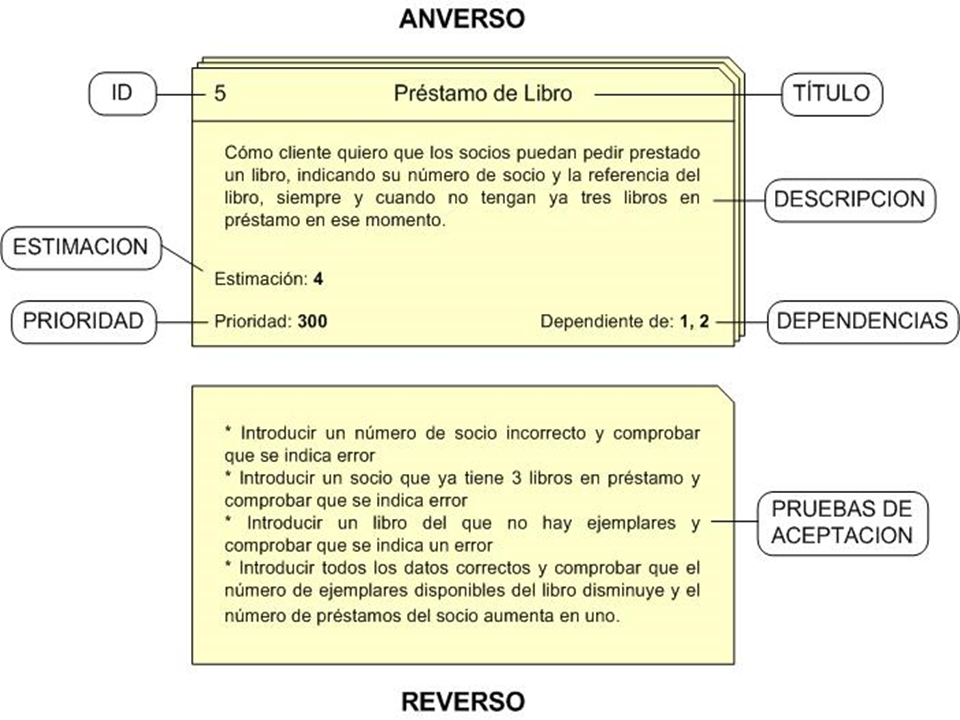 ANVERSO
ID
5 Préstamo de Libro
TÍTULO
Cómo cliente quiero que los socios puedan pedir prestado
un libro, indicando su número de socio y la referencia del
libro, siempre y cuando no tengan ya tres libros en
préstamo en ese momento.
DESCRIPCION
ESTIMACION
Estimación: 4
PRIORIDAD
Prioridad: 300
Dependiente de: 1, 2
DEPENDENCIAS
* Introducir un número de socio incorrecto y comprobar
que se indica error
* Introducir un socio que ya tiene 3 libros en préstamo y
comprobar que se indica error
* Introducir un libro del que no hay ejemplares y
comprobar que se indica un error
* Introducir todos los datos correctos y comprobar que el
número de ejemplares disponibles del libro disminuye y el
número de préstamos del socio aumenta en uno.
PRUEBAS DE
ACEPTACION
REVERSO